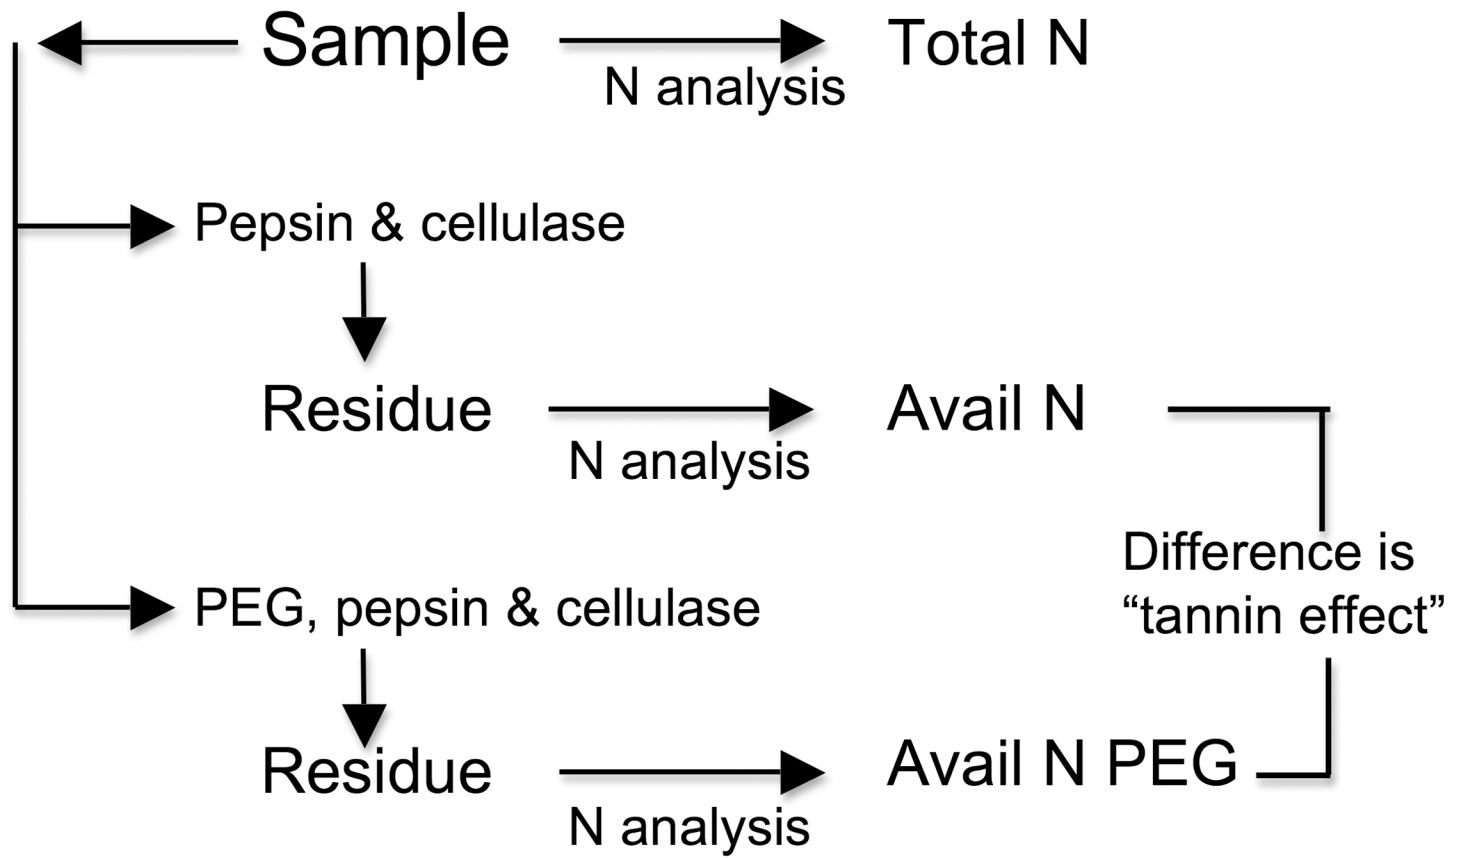 Sample
Total N
N analysis
Pepsin & cellulase
Residue
Avail N
N analysis
Difference is
“tannin effect”
PEG, pepsin & cellulase
Residue
Avail N PEG
N analysis